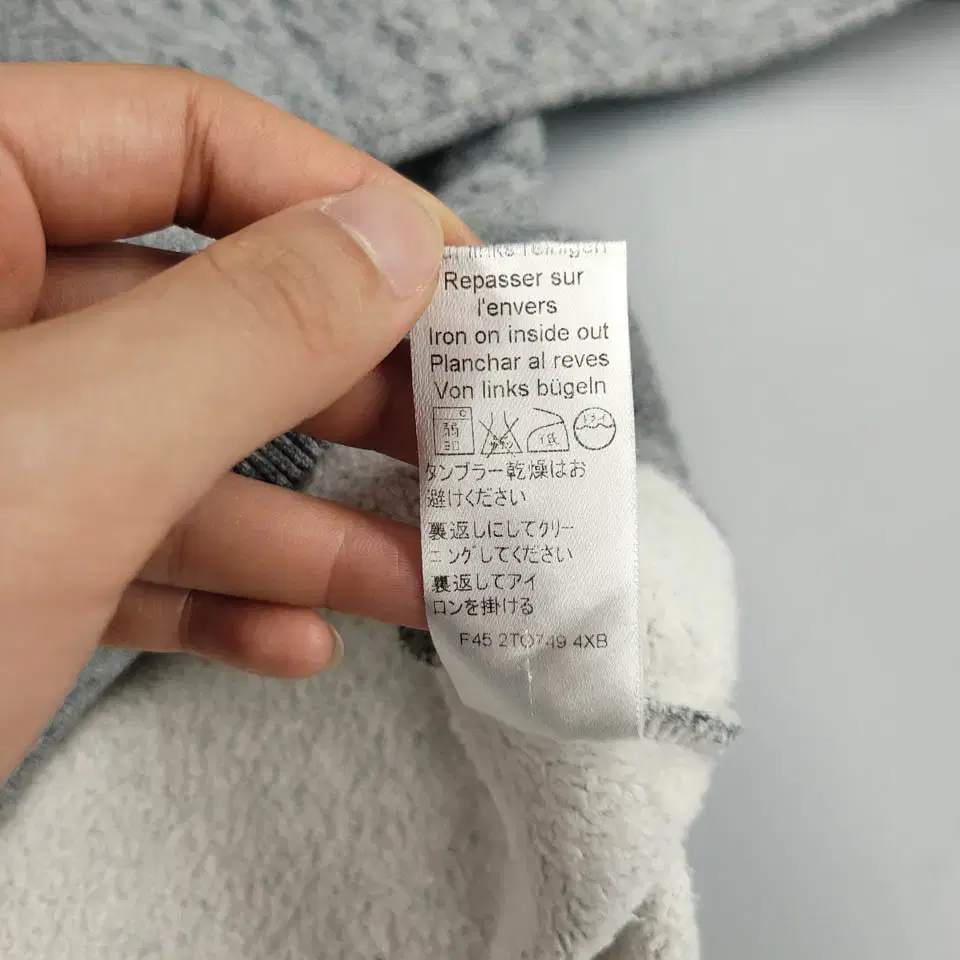 links reinigen
Repasser sur
l'envers
Iron on inside out
Planchar al reves
Von links bügeln
タンブラー乾燥はお
避けください
裏返しにしてクリー
ニングしてください
裏返してアイ
ロンを掛ける
F45 2TO749 4XB